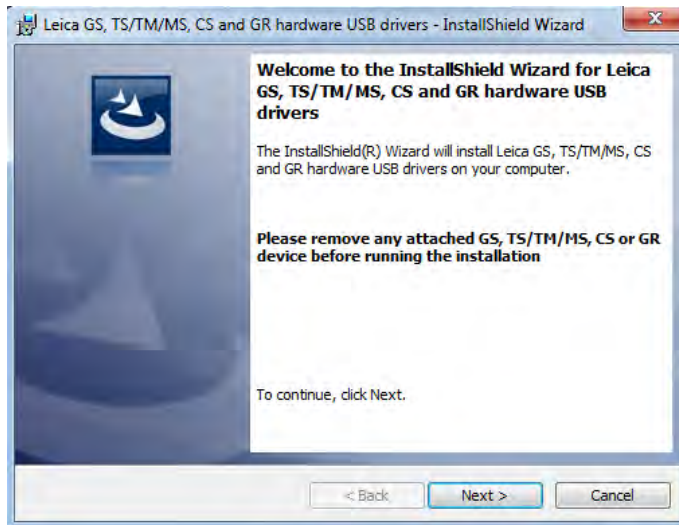 Leica GS, TS/TM/MS, CS and GR hardware USB drivers - InstallShield Wizard
Welcome to the InstallShield Wizard for Leica
GS, TS/TM/MS, CS and GR hardware USB
drivers
The InstallShield(R) Wizard will install Leica GS, TS/TM/MS, CS
and GR hardware USB drivers on your computer.
Please remove any attached GS, TS/TM/MS, CS or GR
device before running the installation
To continue, click Next.
< Back Next > Cancel